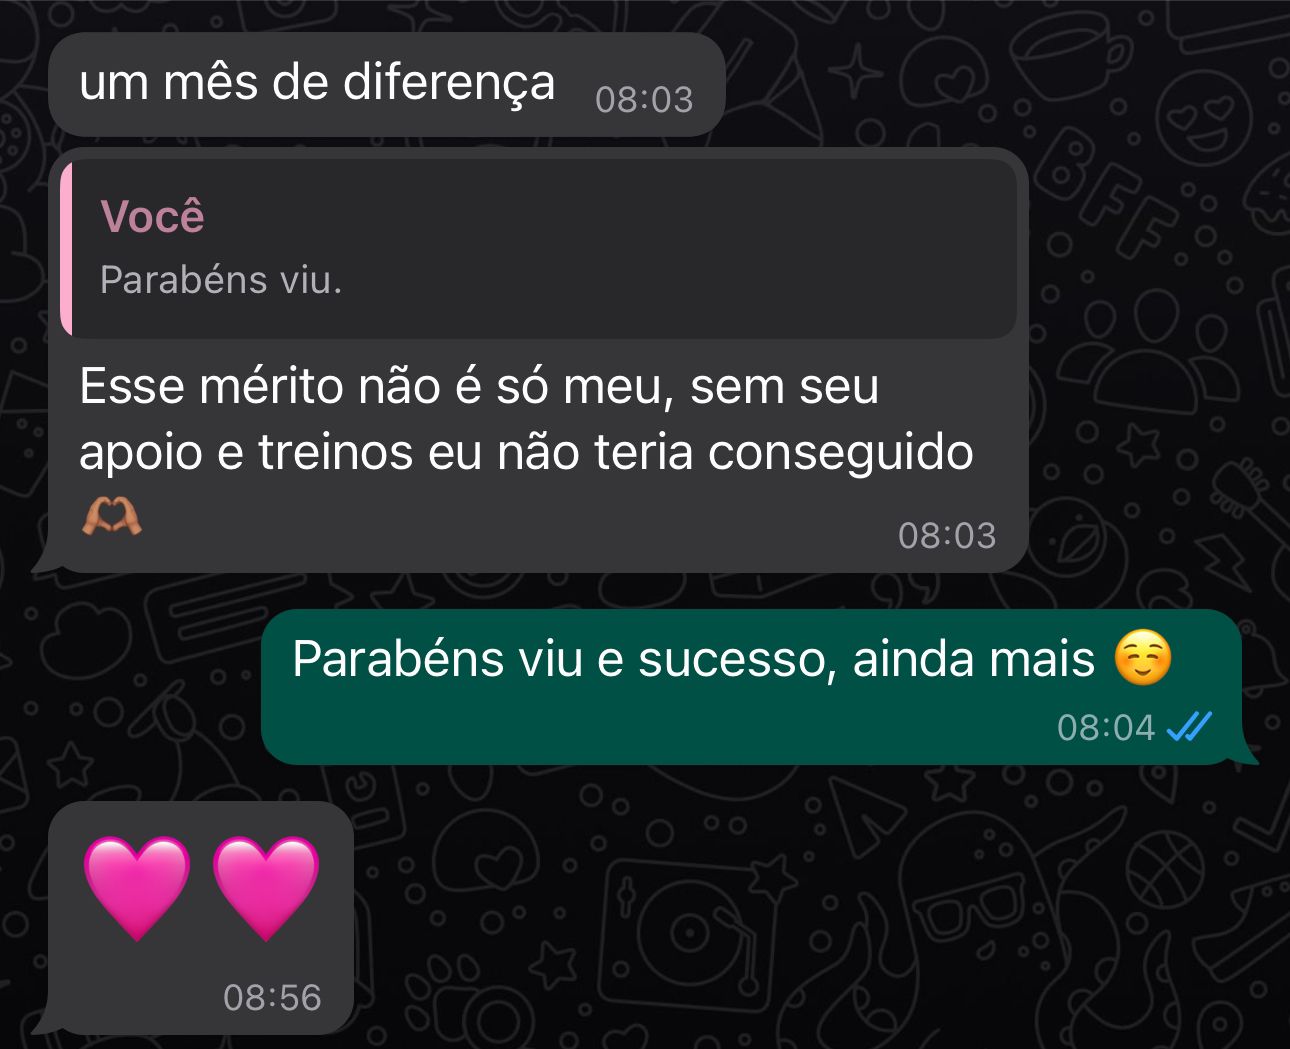 um mês de diferença
08:03
Você
Parabéns viu.
Esse mérito não é só meu, sem seu
apoio e treinos eu não teria conseguido
🫶🏽
08:03
Parabéns viu e sucesso, ainda mais ☺️
08:04
🩷🩷
08:56
BFF